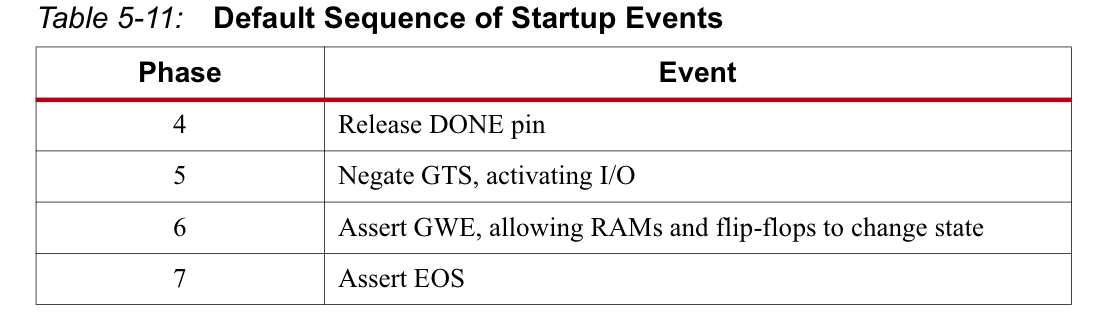 Table 5-11: Default Sequence of Startup Events
Phase Event
4 Release DONE pin
5 Negate GTS, activating I/O
6 Assert GWE, allowing RAMs and flip-flops to change state
7 Assert EOS